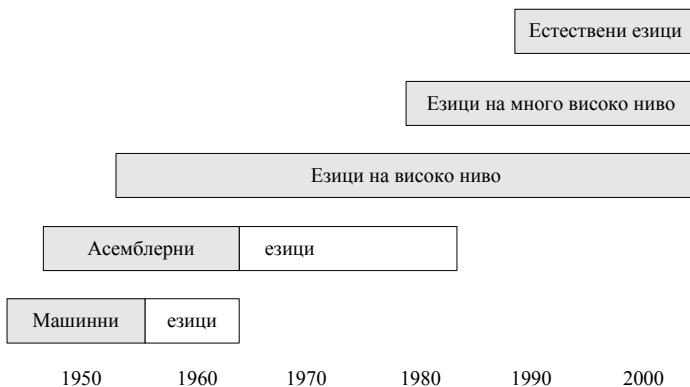 Естествени езици
Езици на много високо ниво
Езици на високо ниво
Асемблерни езици
Машинни езици
1950 1960 1970 1980 1990 2000